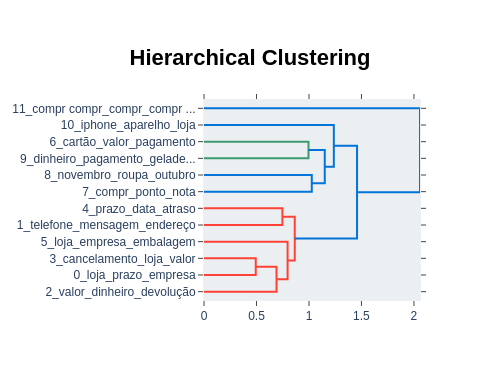 Hierarchical Clustering
11_compr compr_compr_compr ...
10_iphone_aparelho_loja
6_cartão_valor_pagamento
9_dinheiro_pagamento_gelade...
8_novembro_roupa_outubro
7_compr_ponto_nota
4_prazo_data_atraso
1_telefone_mensagem_endereço
5_loja_empresa_embalagem
3_cancelamento_loja_valor
0_loja_prazo_empresa
2_valor_dinheiro_devolução
0 0.5 1 1.5 2